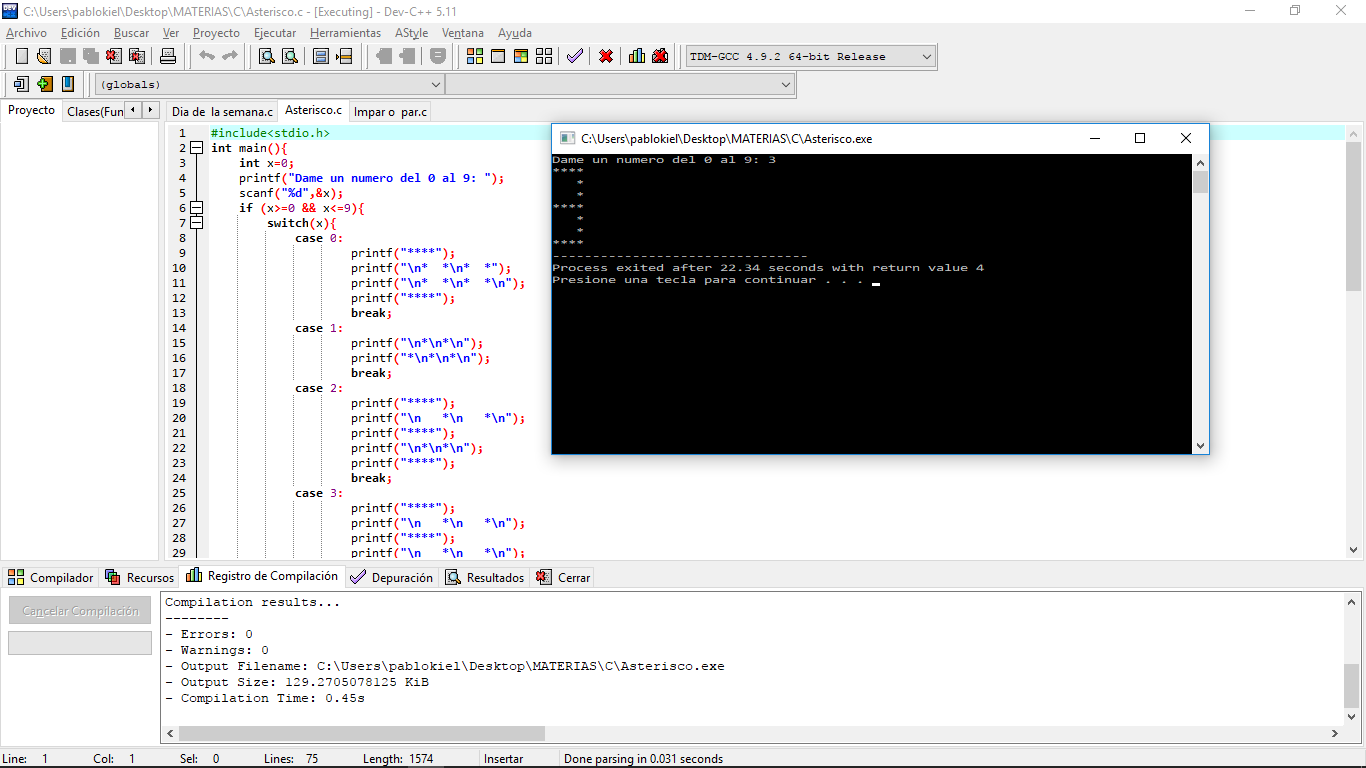 C:\Users\pablokiel\Desktop\MATERIAS\C\Asterisco.c - [Executing] - Dev-C++ 5.11
Archivo Edición Buscar Ver Proyecto Ejecutar Herramientas AStyle Ventana Ayuda
TDM-GCC 4.9.2 64-bit Release
(globals)
Proyecto Clases(Fun
Dia de la semana.c Asterisco.c Impar o par.c
1 #include<stdio.h>
2 int main(){
3 int x=0;
4 printf("Dame un numero del 0 al 9: ");
5 scanf("%d",&x);
6 if (x>=0 && x<=9){
7 switch(x){
8 case 0:
9 printf("****");
10 printf("\n*  *\n*  *");
11 printf("\n*  *\n*  *\n");
12 printf("****");
13 break;
14 case 1:
15 printf("\n*\n*\n");
16 printf("*\n*\n*\n");
17 break;
18 case 2:
19 printf("****");
20 printf("\n   *\n   *\n");
21 printf("****");
22 printf("\n*\n*\n");
23 printf("****");
24 break;
25 case 3:
26 printf("****");
27 printf("\n   *\n   *\n");
28 printf("****");
29 printf("\n   *\n   *\n");
C:\Users\pablokiel\Desktop\MATERIAS\C\Asterisco.exe
Dame un numero del 0 al 9: 3
****
   *
   *
****
   *
   *
****
--------------------------------
Process exited after 22.34 seconds with return value 4
Presione una tecla para continuar . . .
Compilador Recursos Registro de Compilación Depuración Resultados Cerrar
Cancelar Compilación
Compilation results...
--------
- Errors: 0
- Warnings: 0
- Output Filename: C:\Users\pablokiel\Desktop\MATERIAS\C\Asterisco.exe
- Output Size: 129.2705078125 KiB
- Compilation Time: 0.45s
Line: 1 Col: 1 Sel: 0 Lines: 75 Length: 1574 Insertar Done parsing in 0.031 seconds